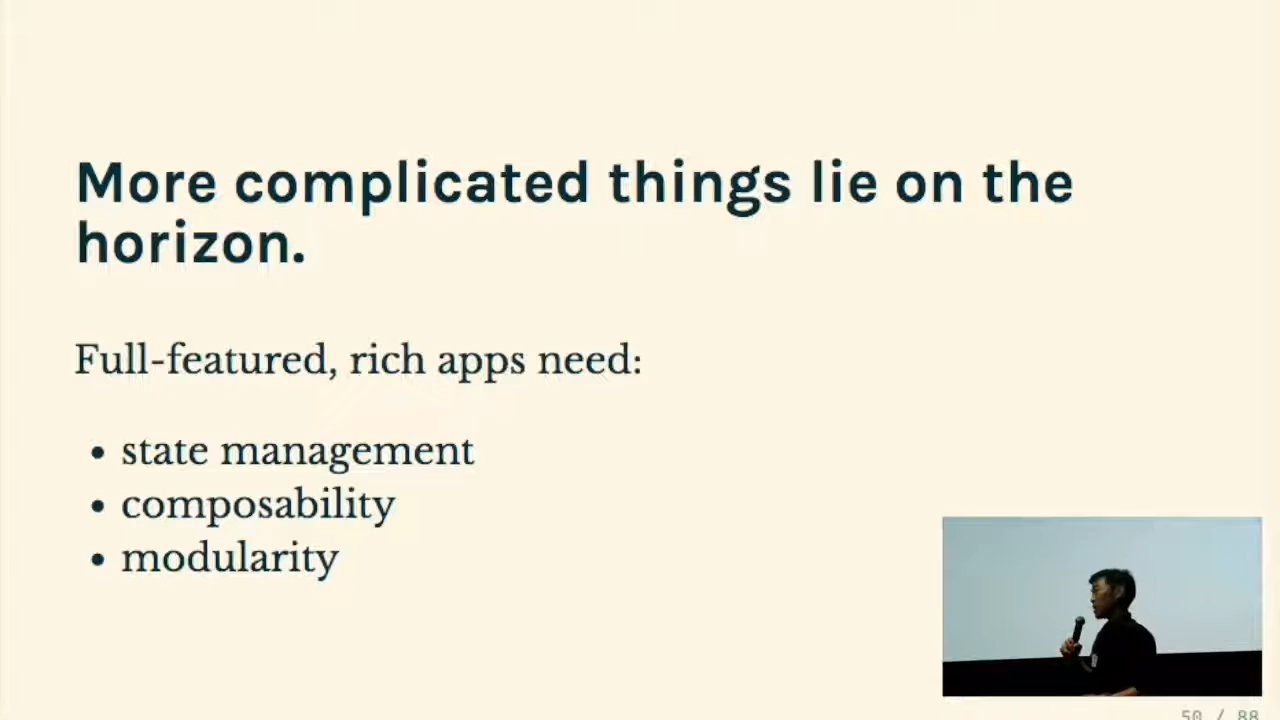 More complicated things lie on the
horizon.
Full-featured, rich apps need:
• state management
• composability
• modularity
50 / 88